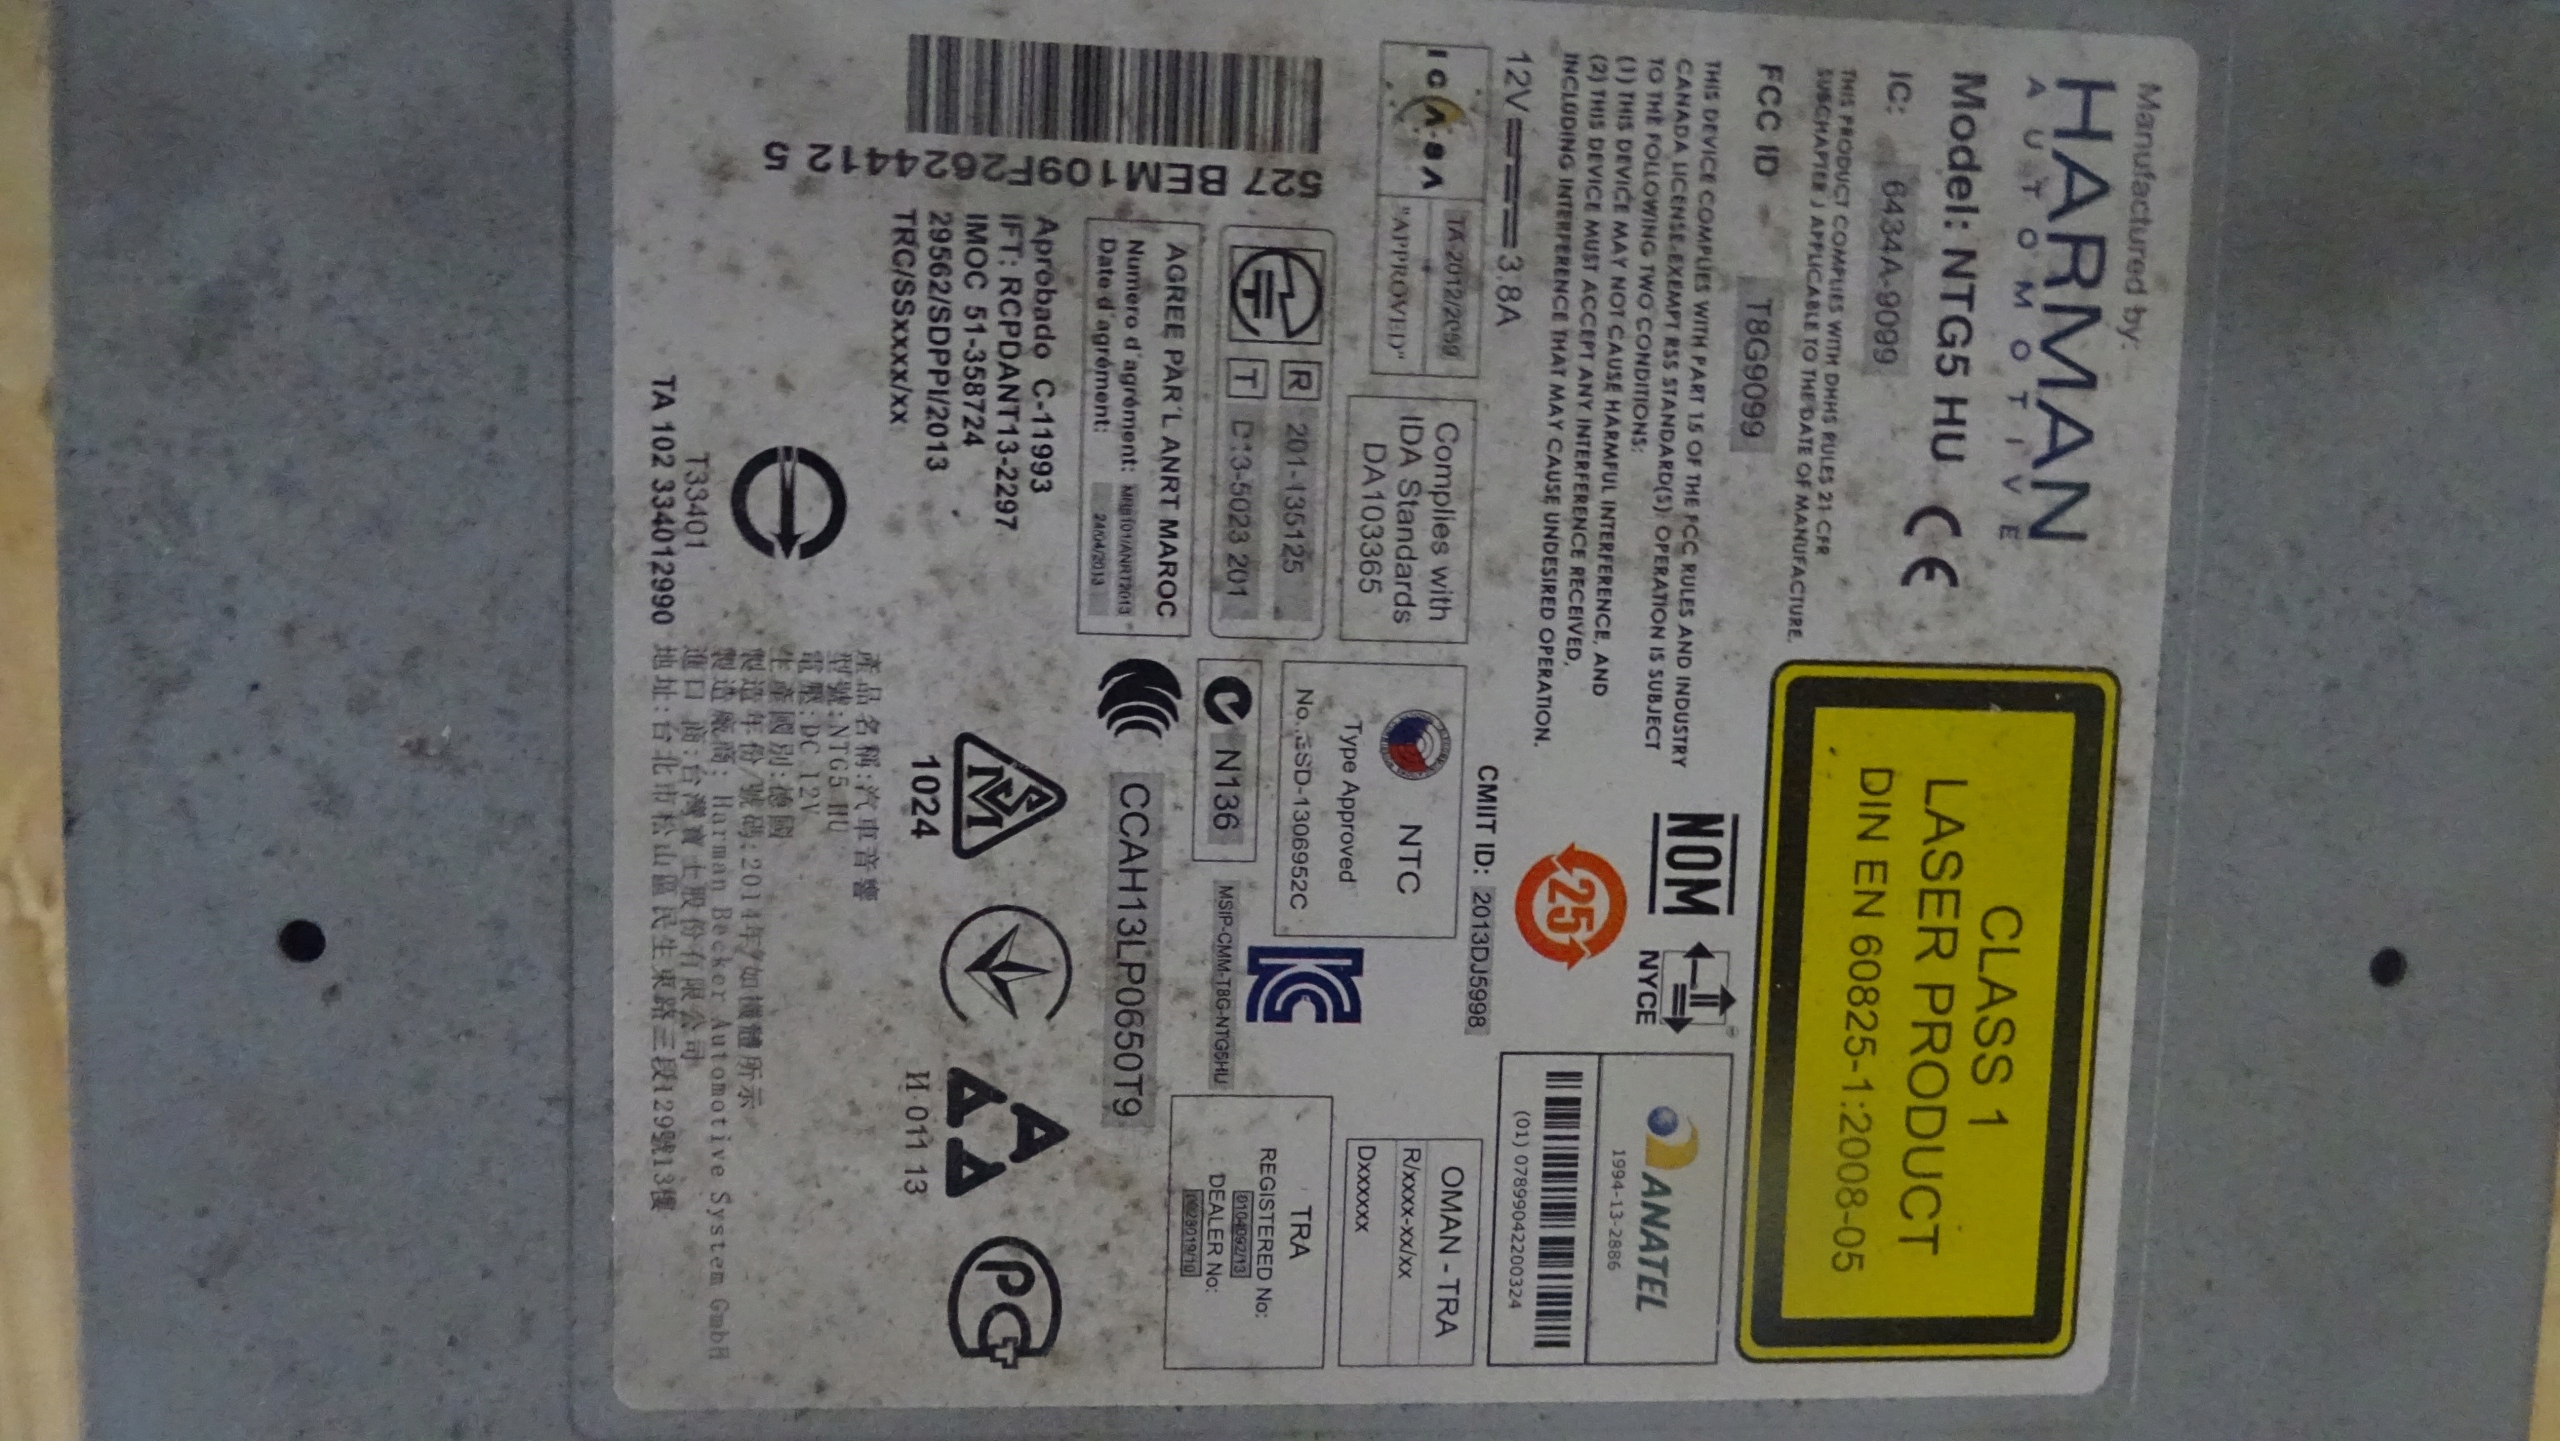 Manufactured by:
HARMAN
AUTOMOTIVE
Model: NTG5 HU
IC: 6434A-9099
THIS PRODUCT COMPLIES WITH DHHS RULES 21 CFR
SUBCHAPTER J APPLICABLE TO THE DATE OF MANUFACTURE.
FCC ID T8G9099
THIS DEVICE COMPLIES WITH PART 15 OF THE FCC RULES AND INDUSTRY
CANADA LICENSE-EXEMPT RSS STANDARD(S). OPERATION IS SUBJECT
TO THE FOLLOWING TWO CONDITIONS:
(1) THIS DEVICE MAY NOT CAUSE HARMFUL INTERFERENCE, AND
(2) THIS DEVICE MUST ACCEPT ANY INTERFERENCE RECEIVED,
INCLUDING INTERFERENCE THAT MAY CAUSE UNDESIRED OPERATION.
12V 3.8A
CLASS 1
LASER PRODUCT
DIN EN 60825-1:2008-05
NOM
NYCE
25
CMIIT ID: 2013DJ5998
ANATEL
1994-13-2886
(01) 07899042200324
ICASA
TA-2012/2089
"APPROVED"
Complies with
IDA Standards
DA103365
NTC
Type Approved
No.:ESD-1306952C
OMAN - TRA
R/xxxx-xx/xx
Dxxxxxx
R 201-135125
T D13-5023 201
N136
MSIP-CMM-T8G-NTG5HU
TRA
REGISTERED No:
DEALER No:
AGREE PAR'L ANRT MAROC
Numero d'agrément:
Date d'agrément: 24/04/2013
CCAH13LP0650T9
527 BEM109F2624412 5
Aprobado C-11993
IFT: RCPDANT13-2297
IMOC 51-358724
29562/SDPPI/2013
TRC/SSxxxx/xx
1024
И 011 13
T33401
TA 102 334012990
產品名稱:汽車音響
型號:NTG5 HU
電壓:DC 12V
生產國別:德國
製造年份/號碼:2014年/如機體所示
製造廠商: Harman Becker Automotive System GmbH
進口 商:台灣賓士股份有限公司
地址:台北市松山區民生東路三段129號13樓